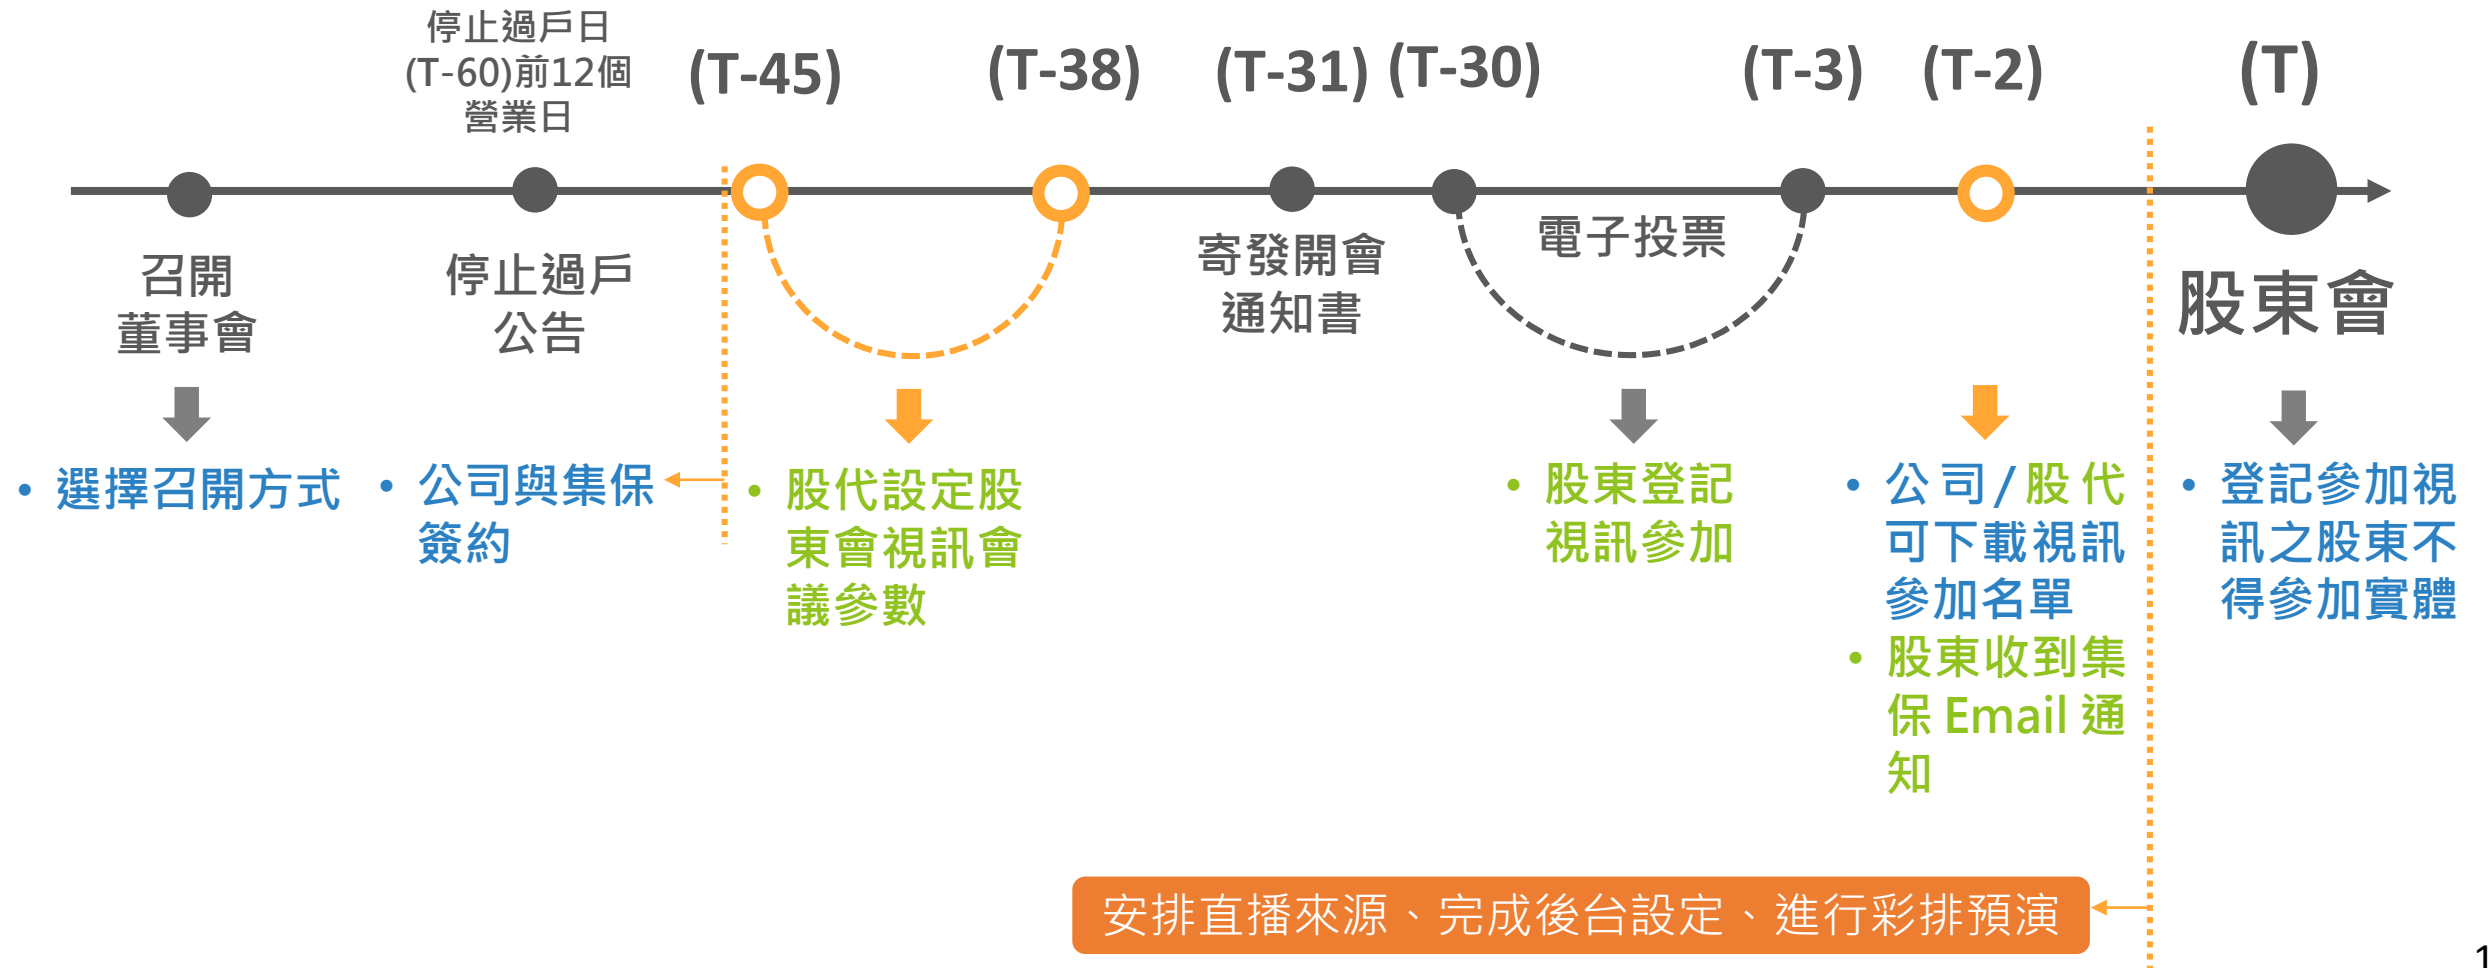 停止過戶日
(T-60)前12個
營業日
(T-45)
(T-38)
(T-31)
(T-30)
(T-3)
(T-2)
(T)
召開
董事會
停止過戶
公告
寄發開會
通知書
電子投票
股東會
• 選擇召開方式
• 公司與集保
簽約
• 股代設定股
東會視訊會
議參數
• 股東登記
視訊參加
• 公司/股代
可下載視訊
參加名單
• 股東收到集
保 Email 通
知
• 登記參加視
訊之股東不
得參加實體
安排直播來源、完成後台設定、進行彩排預演
1